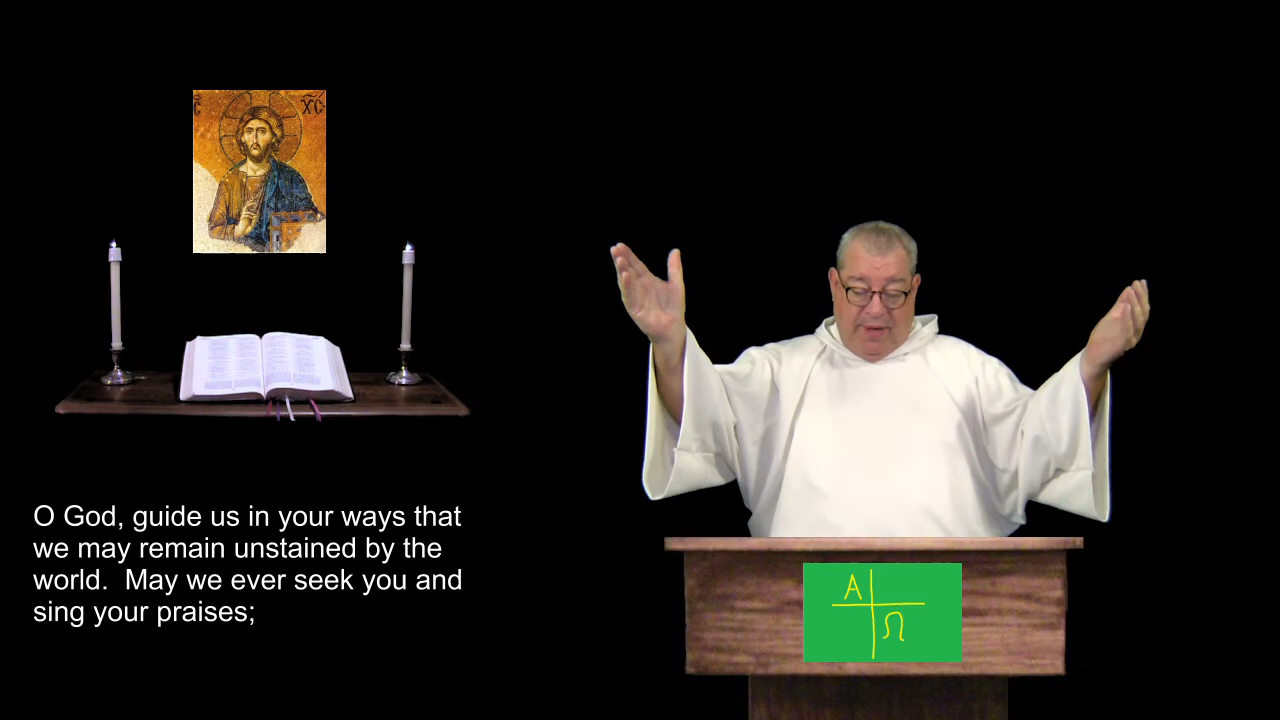 C XC
O God, guide us in your ways that
we may remain unstained by the
world.  May we ever seek you and
sing your praises;
A
Ω